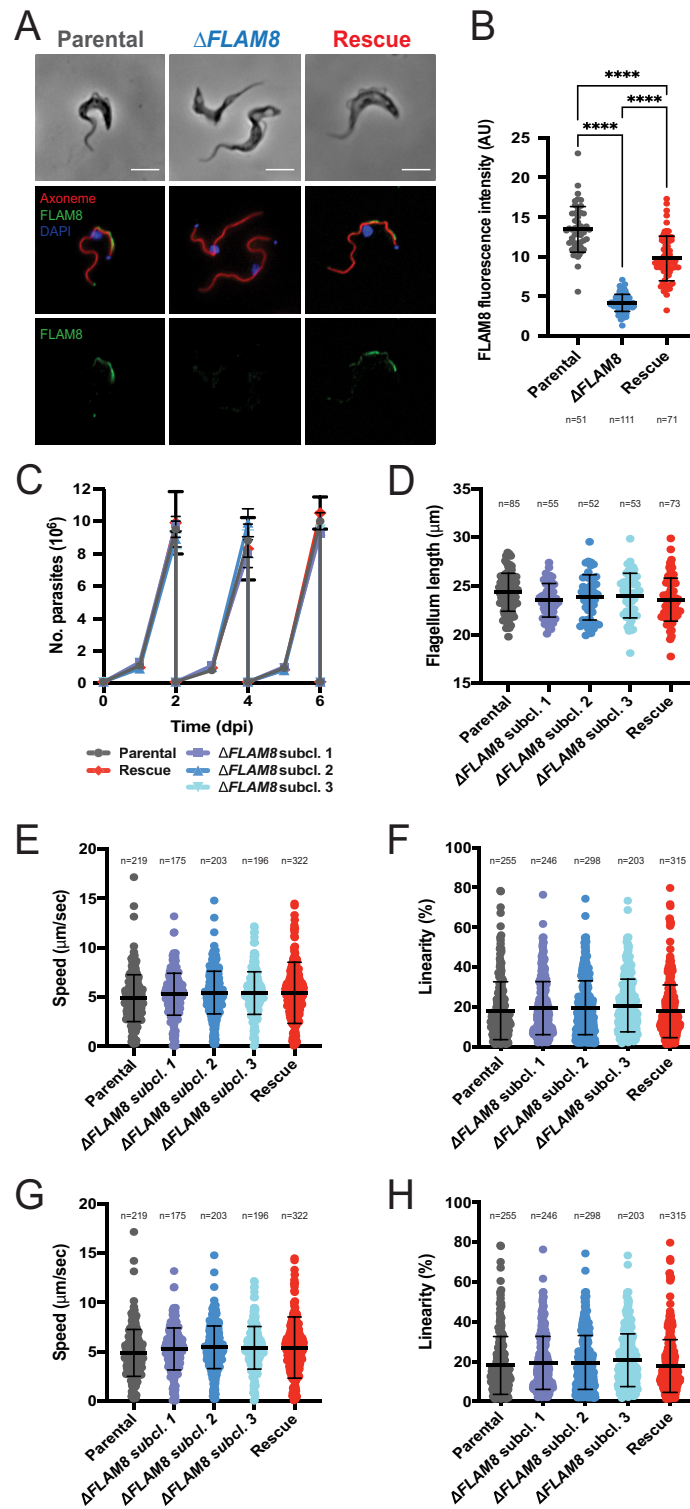 A
Parental
ΔFLAM8
Rescue
Axoneme
FLAM8
DAPI
FLAM8
B
****
****
****
FLAM8 fluorescence intensity (AU)
25
20
15
10
5
0
Parental
ΔFLAM8
Rescue
n=51
n=111
n=71
C
No. parasites (10⁶)
12
10
8
6
4
2
0
0
2
4
6
Time (dpi)
Parental
Rescue
ΔFLAM8 subcl. 1
ΔFLAM8 subcl. 2
ΔFLAM8 subcl. 3
D
Flagellum length (μm)
35
30
25
20
15
n=85
n=55
n=52
n=53
n=73
Parental
ΔFLAM8 subcl. 1
ΔFLAM8 subcl. 2
ΔFLAM8 subcl. 3
Rescue
E
Speed (μm/sec)
20
15
10
5
0
n=219
n=175
n=203
n=196
n=322
Parental
ΔFLAM8 subcl. 1
ΔFLAM8 subcl. 2
ΔFLAM8 subcl. 3
Rescue
F
Linearity (%)
100
80
60
40
20
0
n=255
n=246
n=298
n=203
n=315
Parental
ΔFLAM8 subcl. 1
ΔFLAM8 subcl. 2
ΔFLAM8 subcl. 3
Rescue
G
Speed (μm/sec)
20
15
10
5
0
n=219
n=175
n=203
n=196
n=322
Parental
ΔFLAM8 subcl. 1
ΔFLAM8 subcl. 2
ΔFLAM8 subcl. 3
Rescue
H
Linearity (%)
100
80
60
40
20
0
n=255
n=246
n=298
n=203
n=315
Parental
ΔFLAM8 subcl. 1
ΔFLAM8 subcl. 2
ΔFLAM8 subcl. 3
Rescue